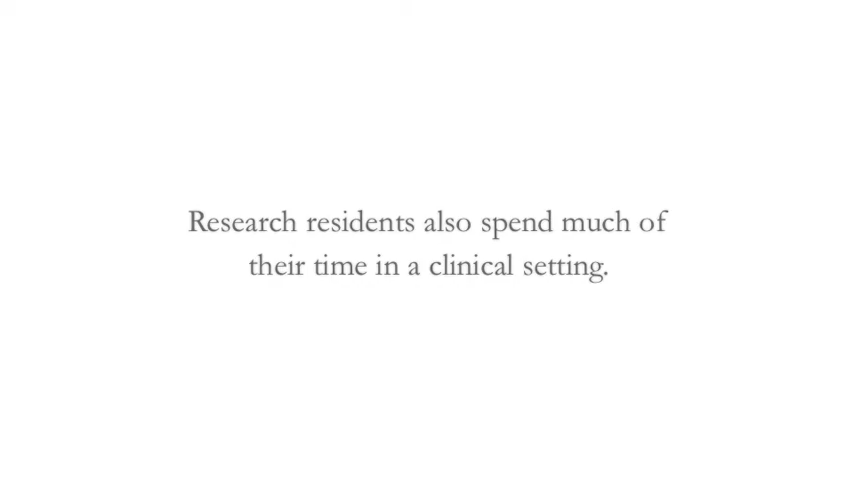 Research residents also spend much of
their time in a clinical setting.